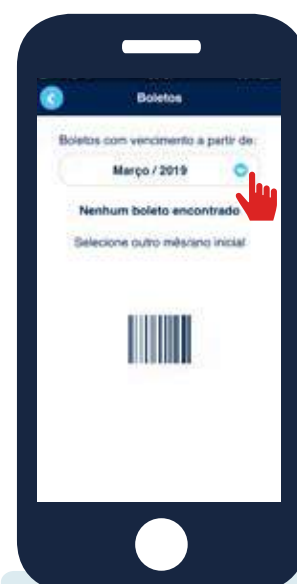 Boletos
Boletos com vencimento a partir de:
Março / 2019
Nenhum boleto encontrado
Selecione outro mês/ano inicial